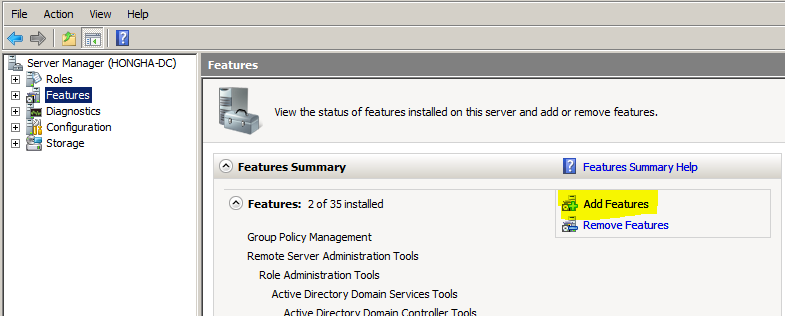 File Action View Help
Server Manager (HONGHA-DC)
Roles
Features
Diagnostics
Configuration
Storage
Features
View the status of features installed on this server and add or remove features.
Features Summary
Features Summary Help
Features: 2 of 35 installed
Add Features
Remove Features
Group Policy Management
Remote Server Administration Tools
Role Administration Tools
Active Directory Domain Services Tools
Active Directory Domain Controller Tools